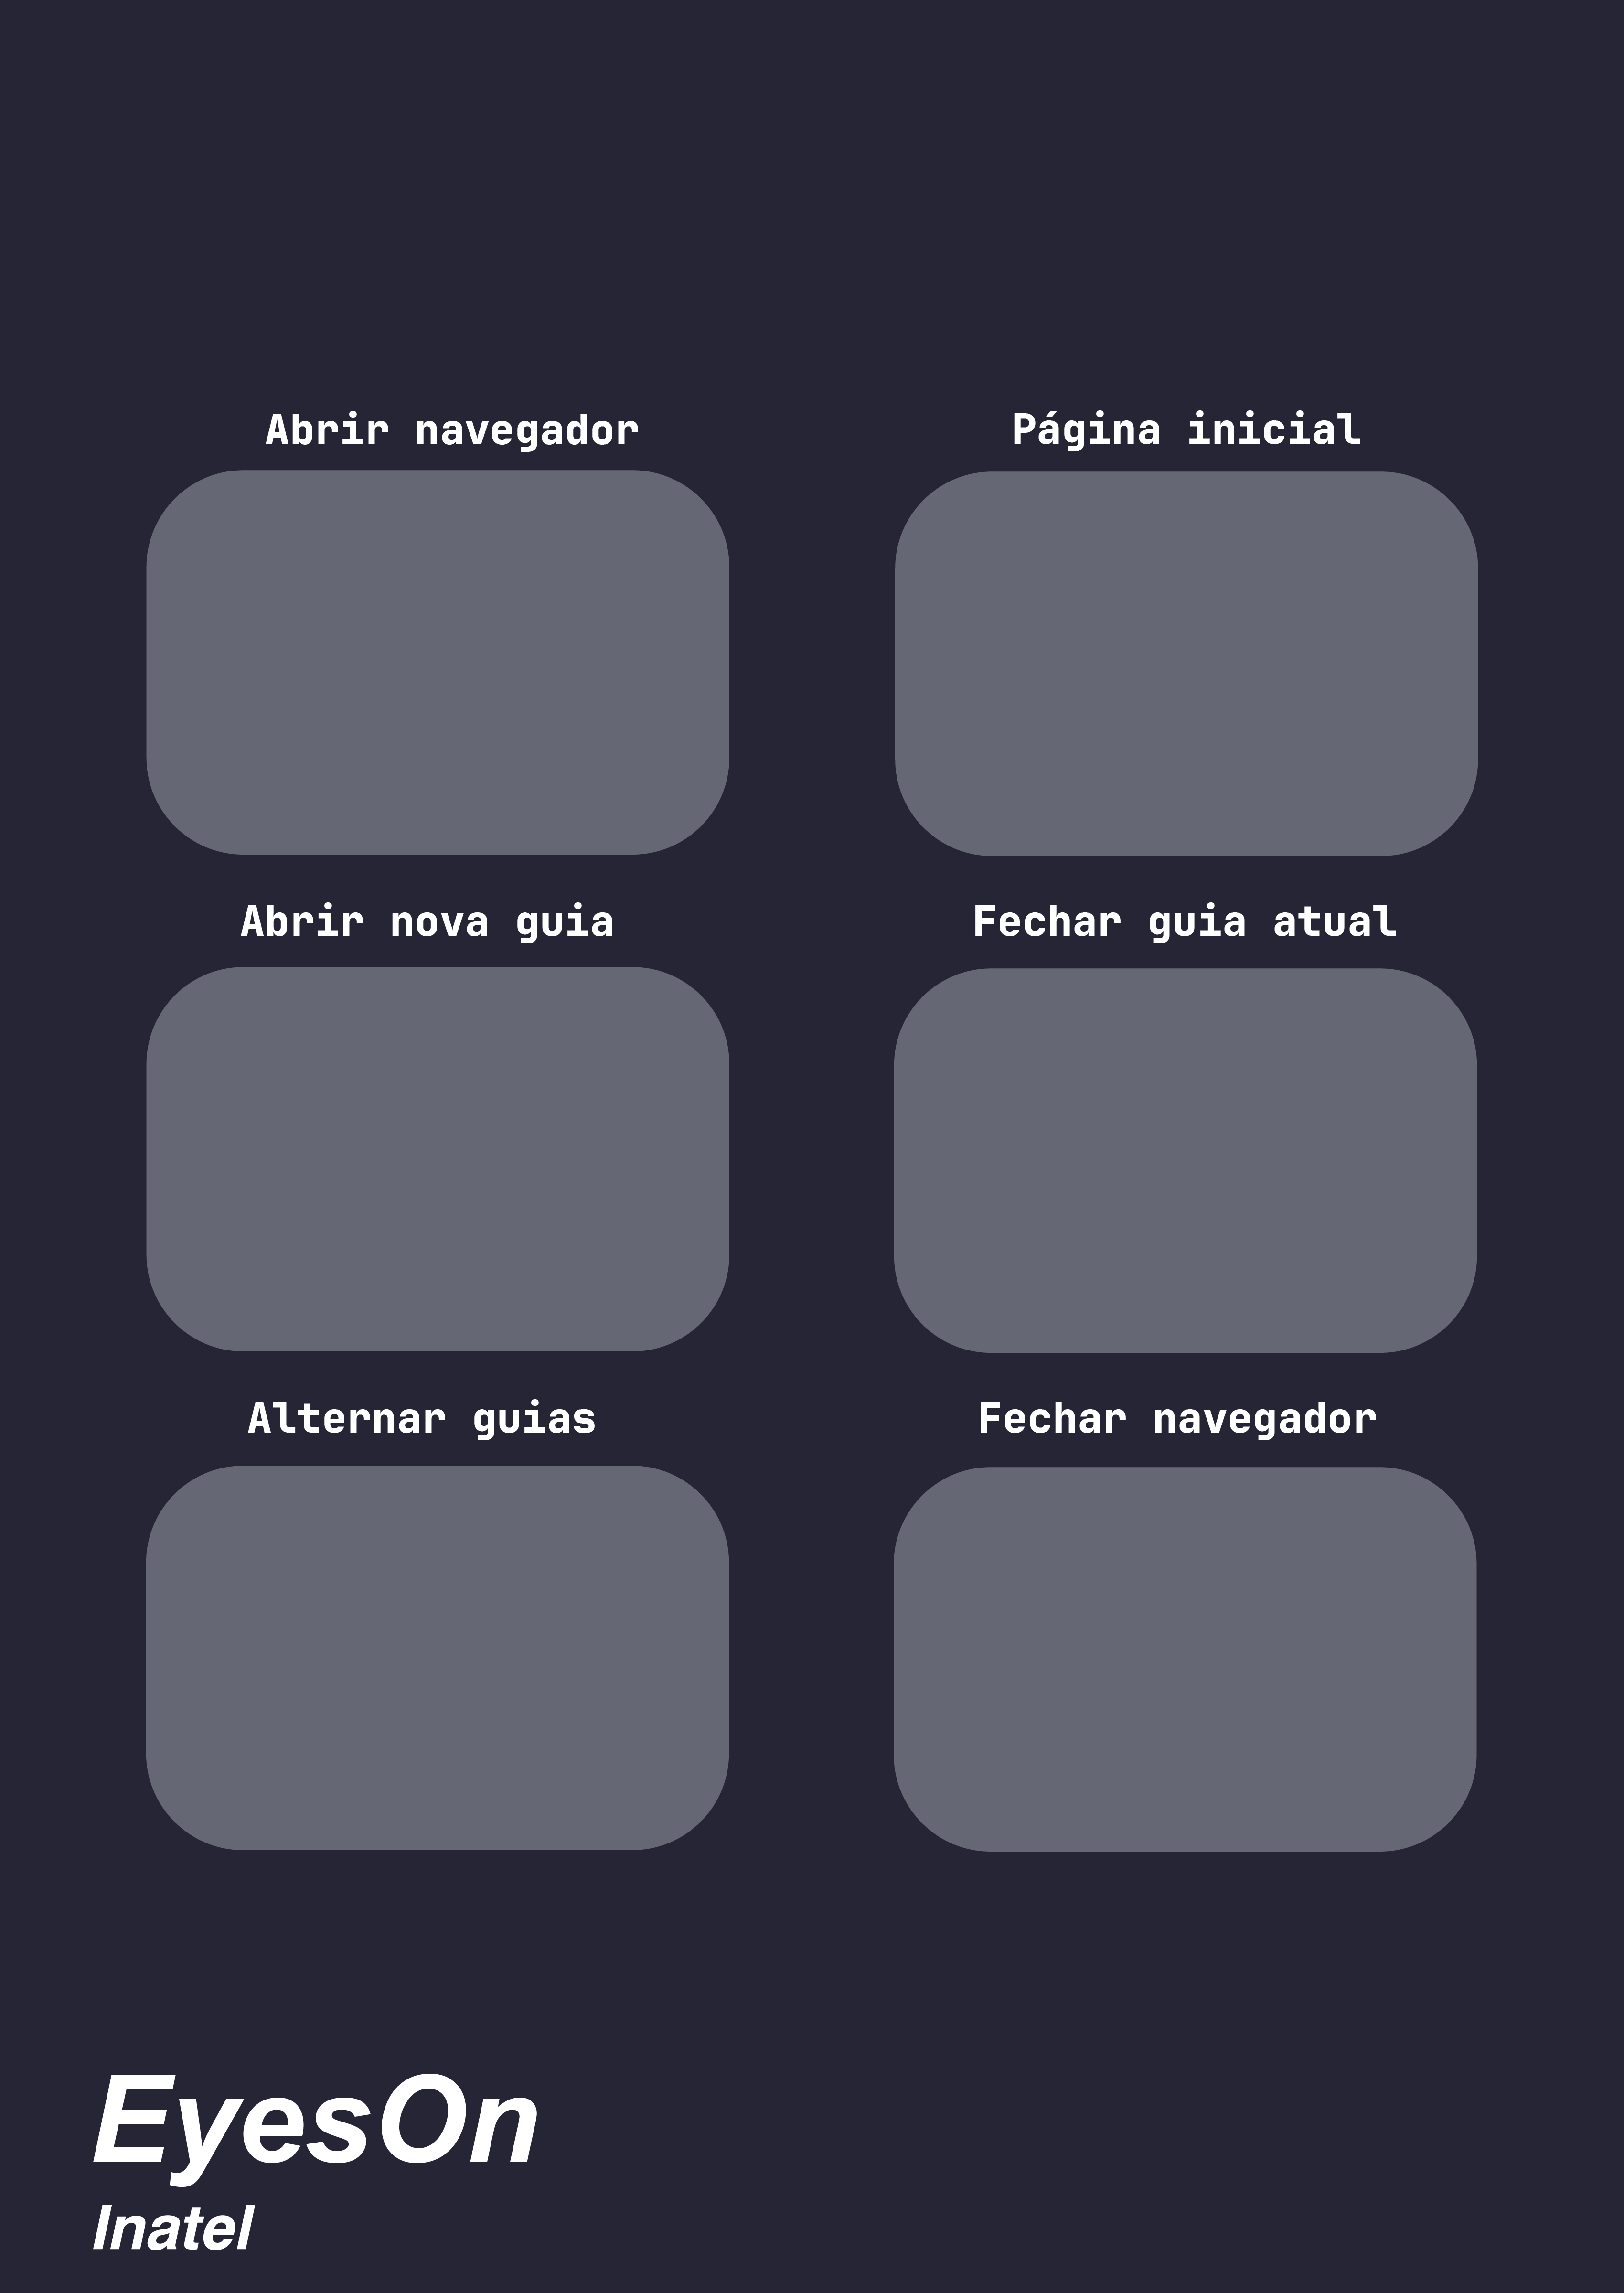 Abrir navegador
Página inicial
Abrir nova guia
Fechar guia atual
Alternar guias
Fechar navegador
EyesOn
Inatel